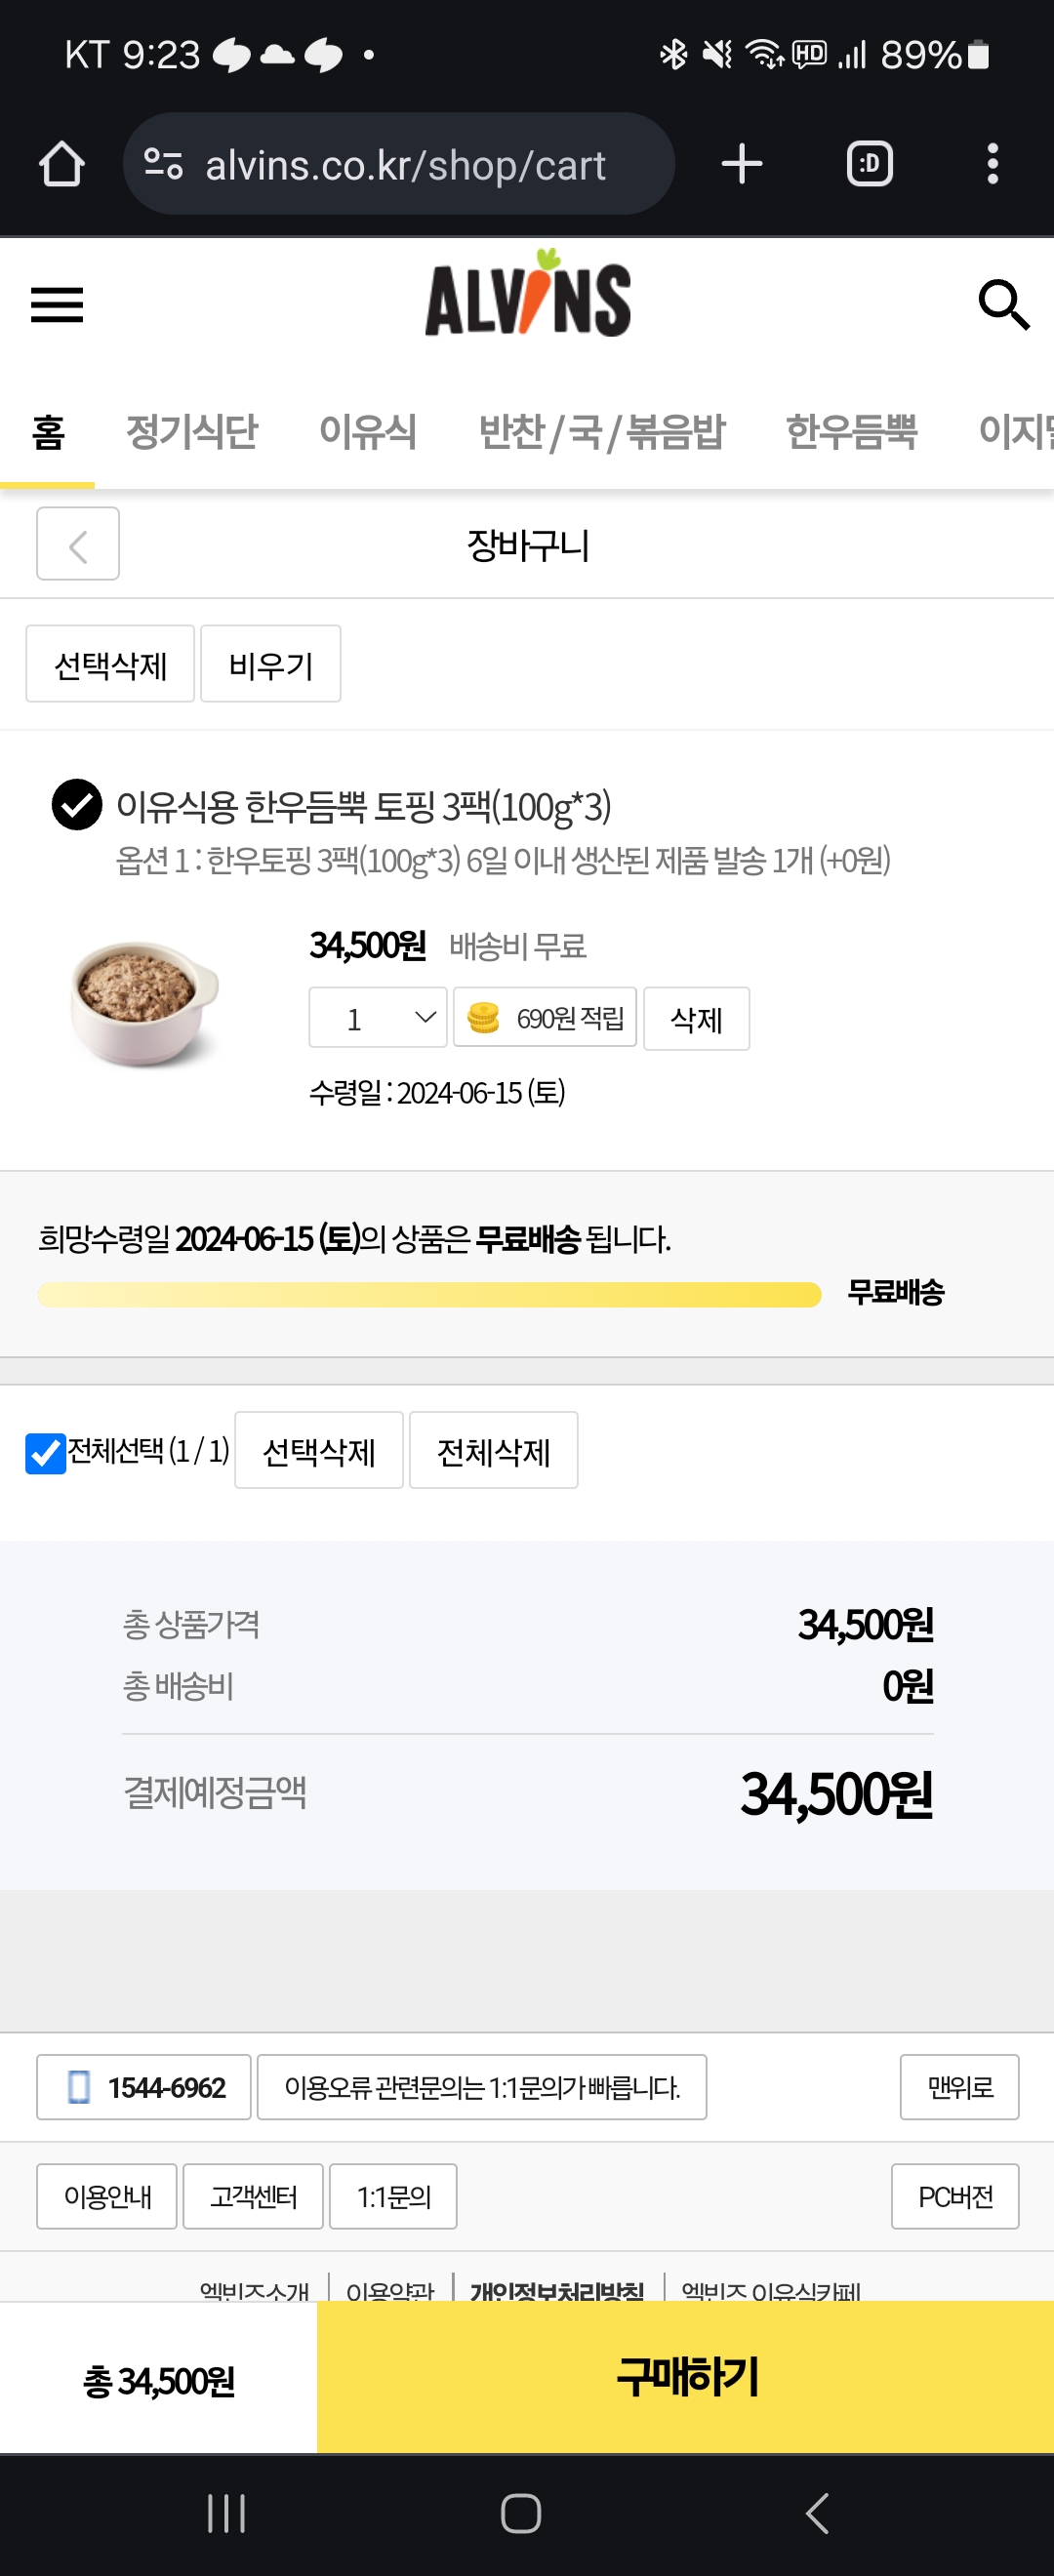 KT 9:23
HD 89%
alvins.co.kr/shop/cart
:D
ALVINS
홈 정기식단 이유식 반찬 / 국 / 볶음밥 한우듬뿍
장바구니
선택삭제 비우기
이유식용 한우듬뿍 토핑 3팩(100g*3)
옵션 1 : 한우토핑 3팩(100g*3) 6일 이내 생산된 제품 발송 1개 (+0원)
34,500원 배송비 무료
1 690원 적립 삭제
수령일 : 2024-06-15 (토)
희망수령일 2024-06-15 (토)의 상품은 무료배송 됩니다.
무료배송
전체선택 (1 / 1) 선택삭제 전체삭제
총 상품가격 34,500원
총 배송비 0원
결제예정금액 34,500원
1544-6962 이용오류 관련문의는 1:1문의가 빠릅니다. 맨위로
이용안내 고객센터 1:1문의 PC버전
엘빈즈소개 이용약관 개인정보처리방침 엘빈즈 이유식카페
총 34,500원 구매하기